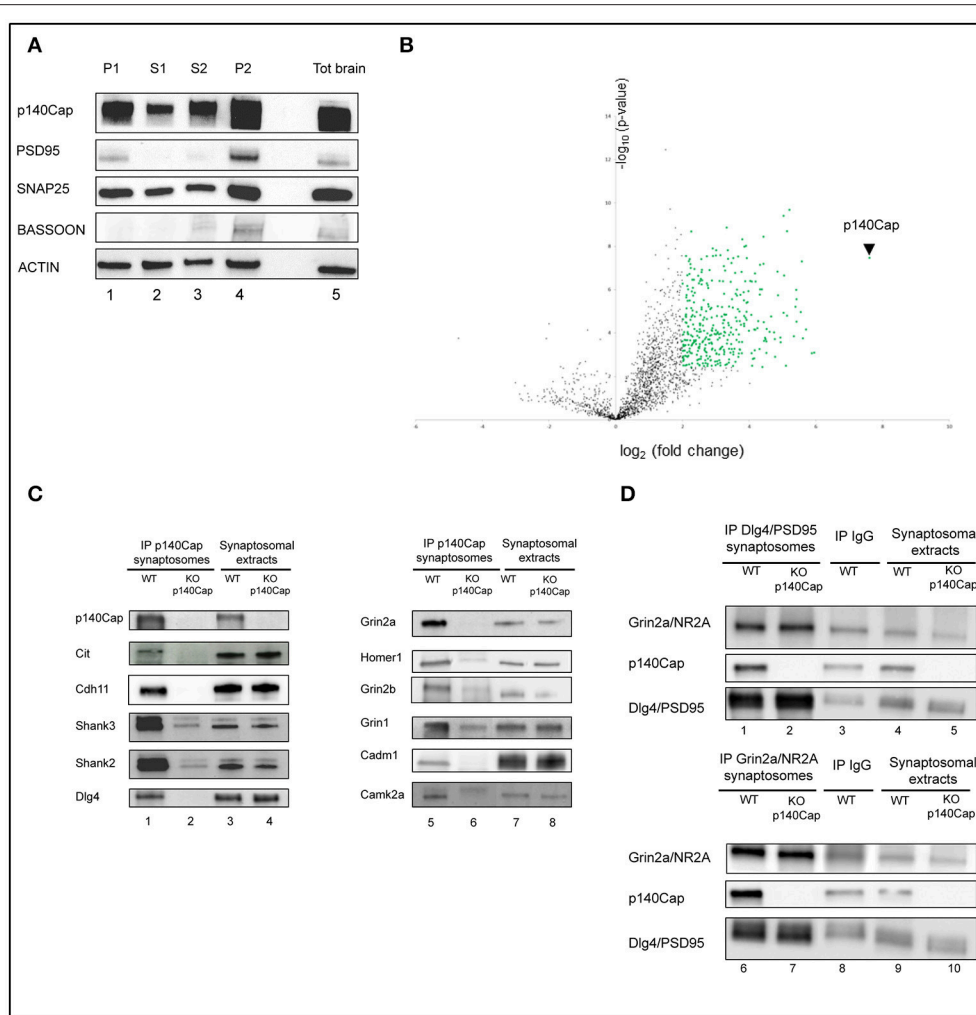 A
P1 S1 S2 P2 Tot brain
p140Cap
PSD95
SNAP25
BASSOON
ACTIN
1 2 3 4 5
B
-log10 (p-value)
14
12
10
8
6
4
2
p140Cap
-6 -4 -2 0 2 4 6 8 10
log2 (fold change)
C
IP p140Cap synaptosomes
Synaptosomal extracts
WT KO p140Cap WT KO p140Cap
p140Cap
Cit
Cdh11
Shank3
Shank2
Dlg4
1 2 3 4
IP p140Cap synaptosomes
Synaptosomal extracts
WT KO p140Cap WT KO p140Cap
Grin2a
Homer1
Grin2b
Grin1
Cadm1
Camk2a
5 6 7 8
D
IP Dlg4/PSD95 synaptosomes
IP IgG
Synaptosomal extracts
WT KO p140Cap WT WT KO p140Cap
Grin2a/NR2A
p140Cap
Dlg4/PSD95
1 2 3 4 5
IP Grin2a/NR2A synaptosomes
IP IgG
Synaptosomal extracts
WT KO p140Cap WT WT KO p140Cap
Grin2a/NR2A
p140Cap
Dlg4/PSD95
6 7 8 9 10